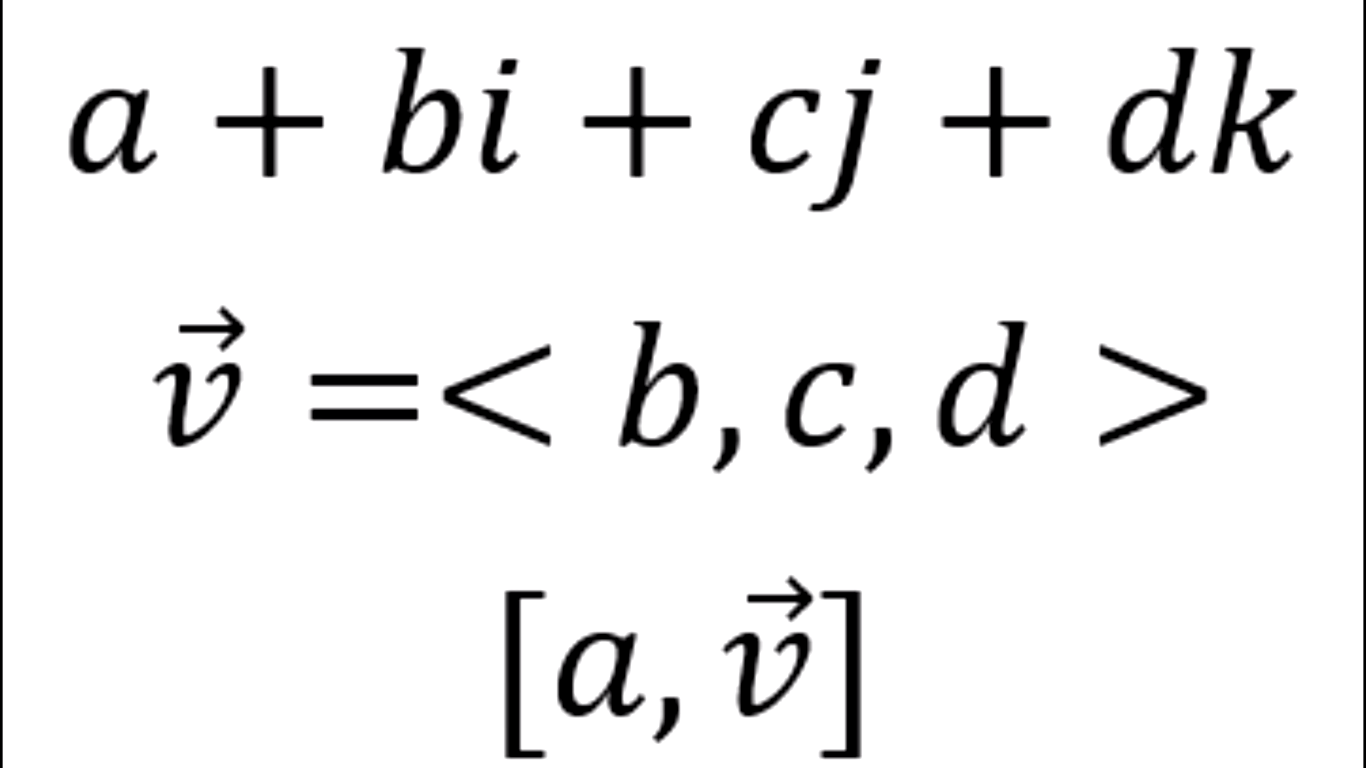 a + bi + cj + dk
v⃗ =< b, c, d >
[a, v⃗]